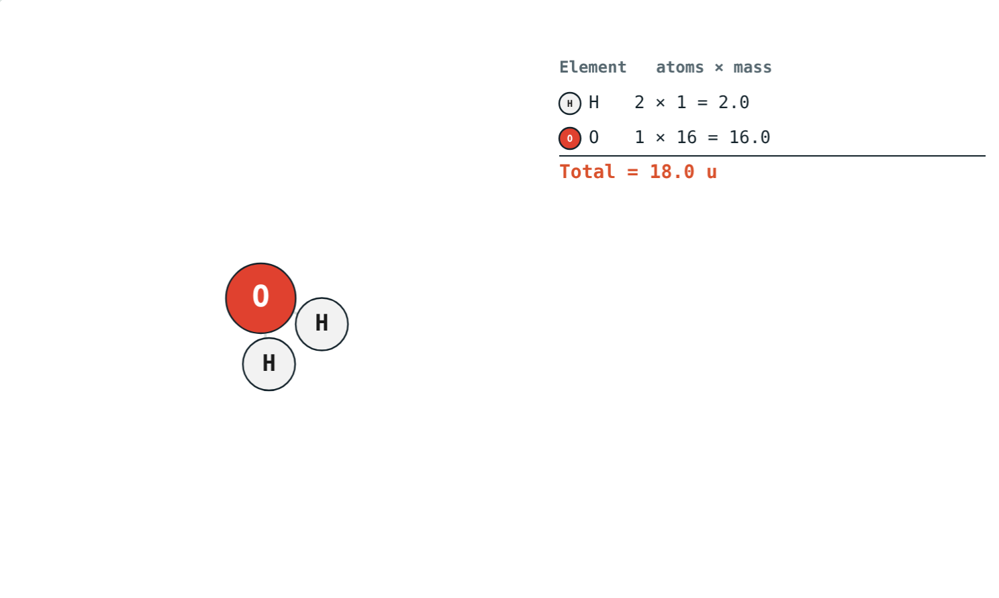 Element atoms × mass
H H 2 × 1 = 2.0
O O 1 × 16 = 16.0
Total = 18.0 u
O
H
H